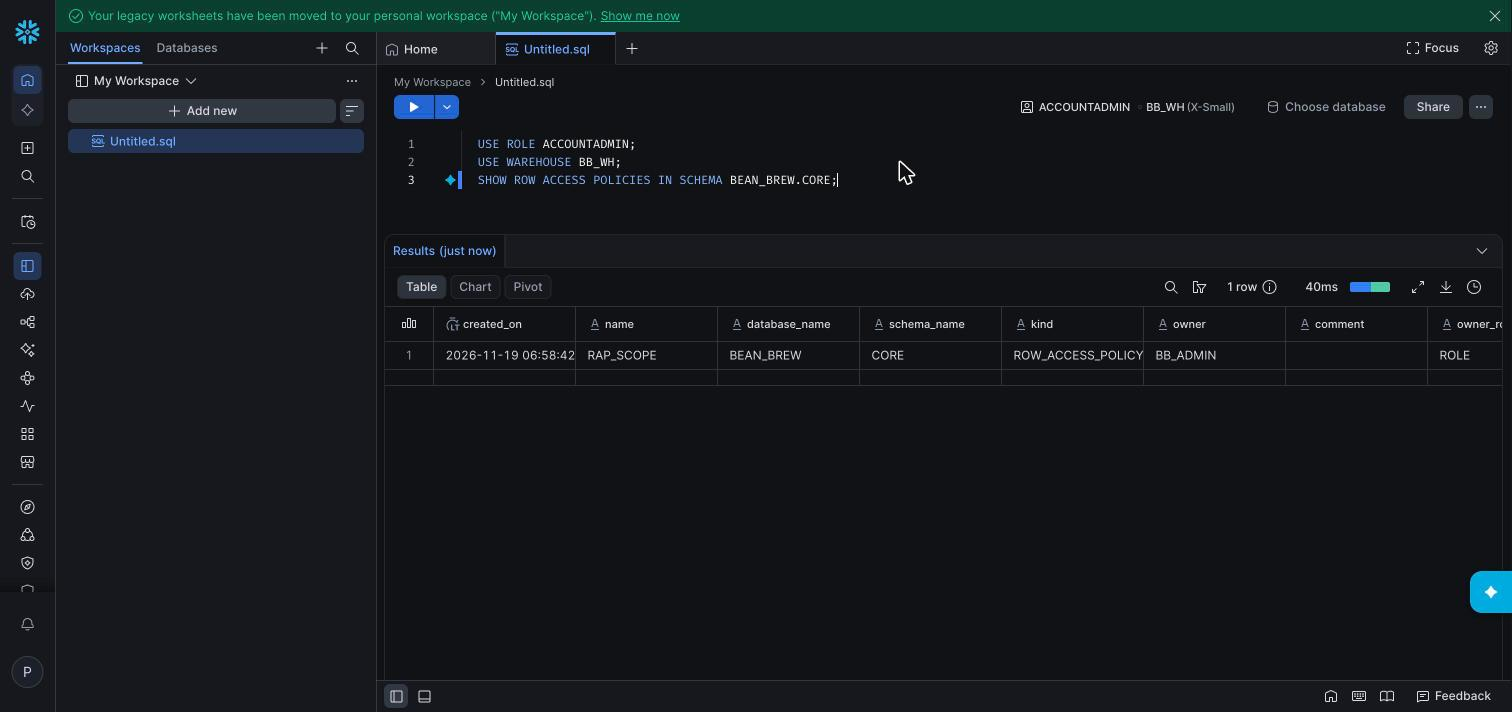 Your legacy worksheets have been moved to your personal workspace ("My Workspace"). Show me now
Workspaces Databases
Home
SQL Untitled.sql
Focus
My Workspace
Add new
SQL Untitled.sql
My Workspace > Untitled.sql
ACCOUNTADMIN BB_WH (X-Small)
Choose database
Share
1 USE ROLE ACCOUNTADMIN;
2 USE WAREHOUSE BB_WH;
3 SHOW ROW ACCESS POLICIES IN SCHEMA BEAN_BREW.CORE;
Results (just now)
Table Chart Pivot
1 row
40ms
created_on A name A database_name A schema_name A kind A owner A comment A owner_ro
1 2026-11-19 06:58:42 RAP_SCOPE BEAN_BREW CORE ROW_ACCESS_POLICY BB_ADMIN ROLE
P
Feedback